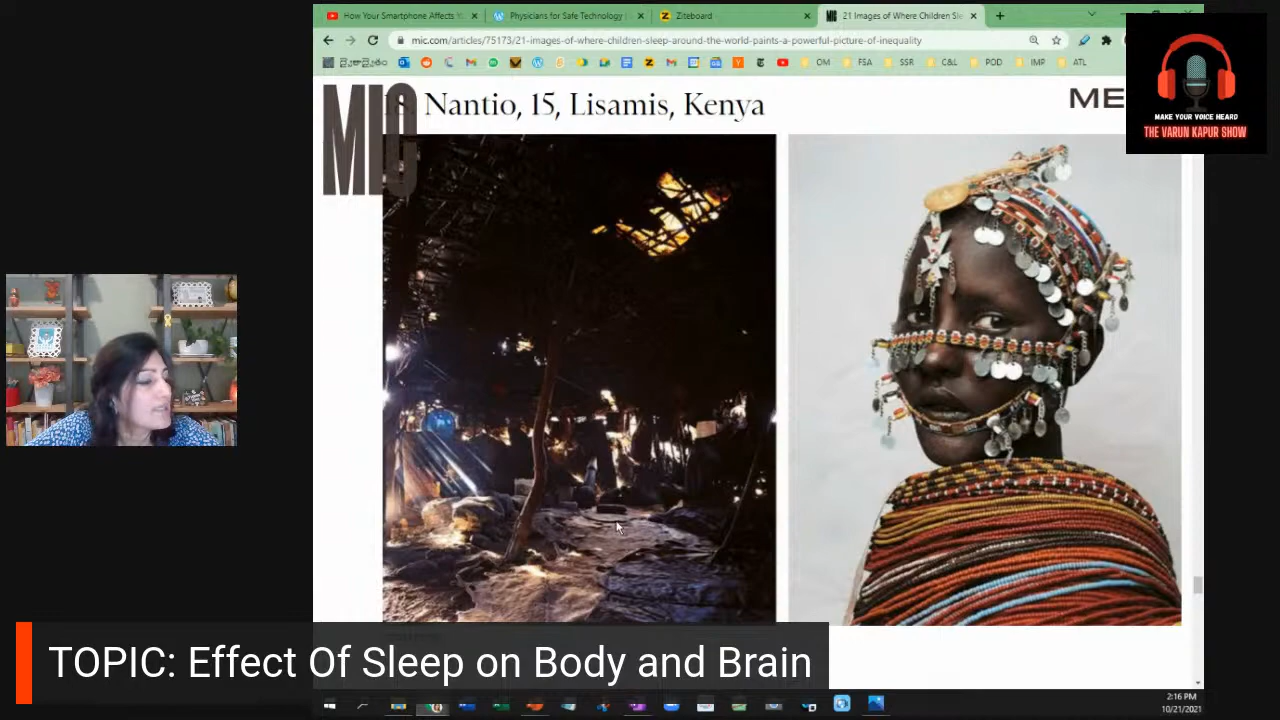 How Your Smartphone Affects Yo
Physicians for Safe Technology |
Ziteboard
21 Images of Where Children Sle
mic.com/articles/75173/21-images-of-where-children-sleep-around-the-world-paints-a-powerful-picture-of-inequality
OM
FSA
SSR
C&L
POD
IMP
ATL
MIC
18. Nantio, 15, Lisamis, Kenya
ME
MAKE YOUR VOICE HEARD
THE VARUN KAPUR SHOW
TOPIC: Effect Of Sleep on Body and Brain
2:16 PM
10/21/2021